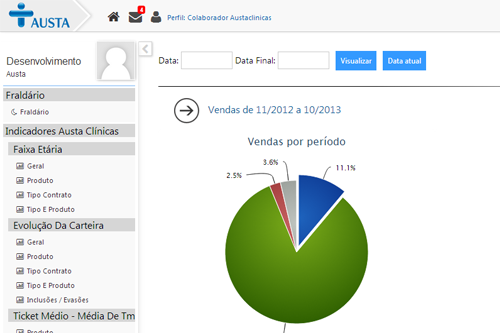 AUSTA
4
Perfil: Colaborador Austaclinicas
Desenvolvimento
Austa
Data:
Data Final:
Visualizar
Data atual
Fraldário
Fraldário
Indicadores Austa Clínicas
Faixa Etária
Geral
Produto
Tipo Contrato
Tipo E Produto
Evolução Da Carteira
Geral
Produto
Tipo Contrato
Tipo E Produto
Inclusões / Evasões
Ticket Médio - Média De Tm
Produto
Vendas de 11/2012 a 10/2013
Vendas por período
3.6%
11.1%
2.5%